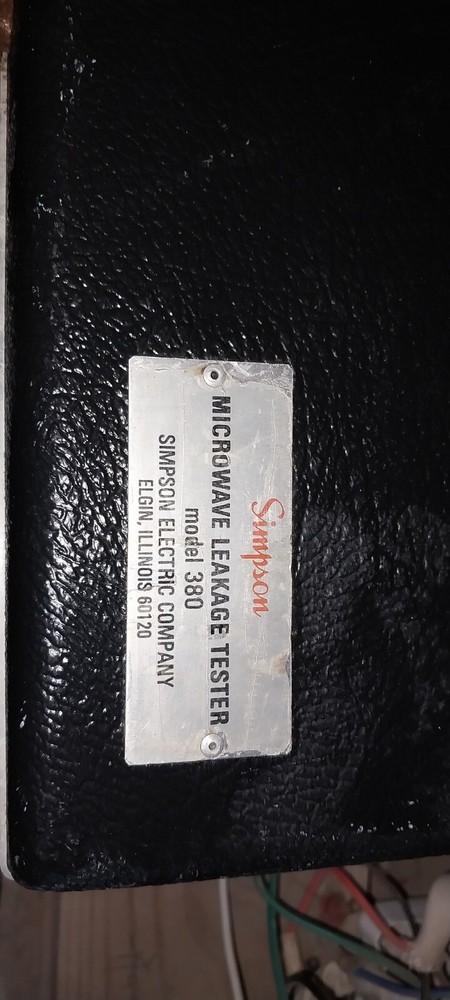 Simpson
MICROWAVE LEAKAGE TESTER
model 380
SIMPSON ELECTRIC COMPANY
ELGIN, ILLINOIS 60120